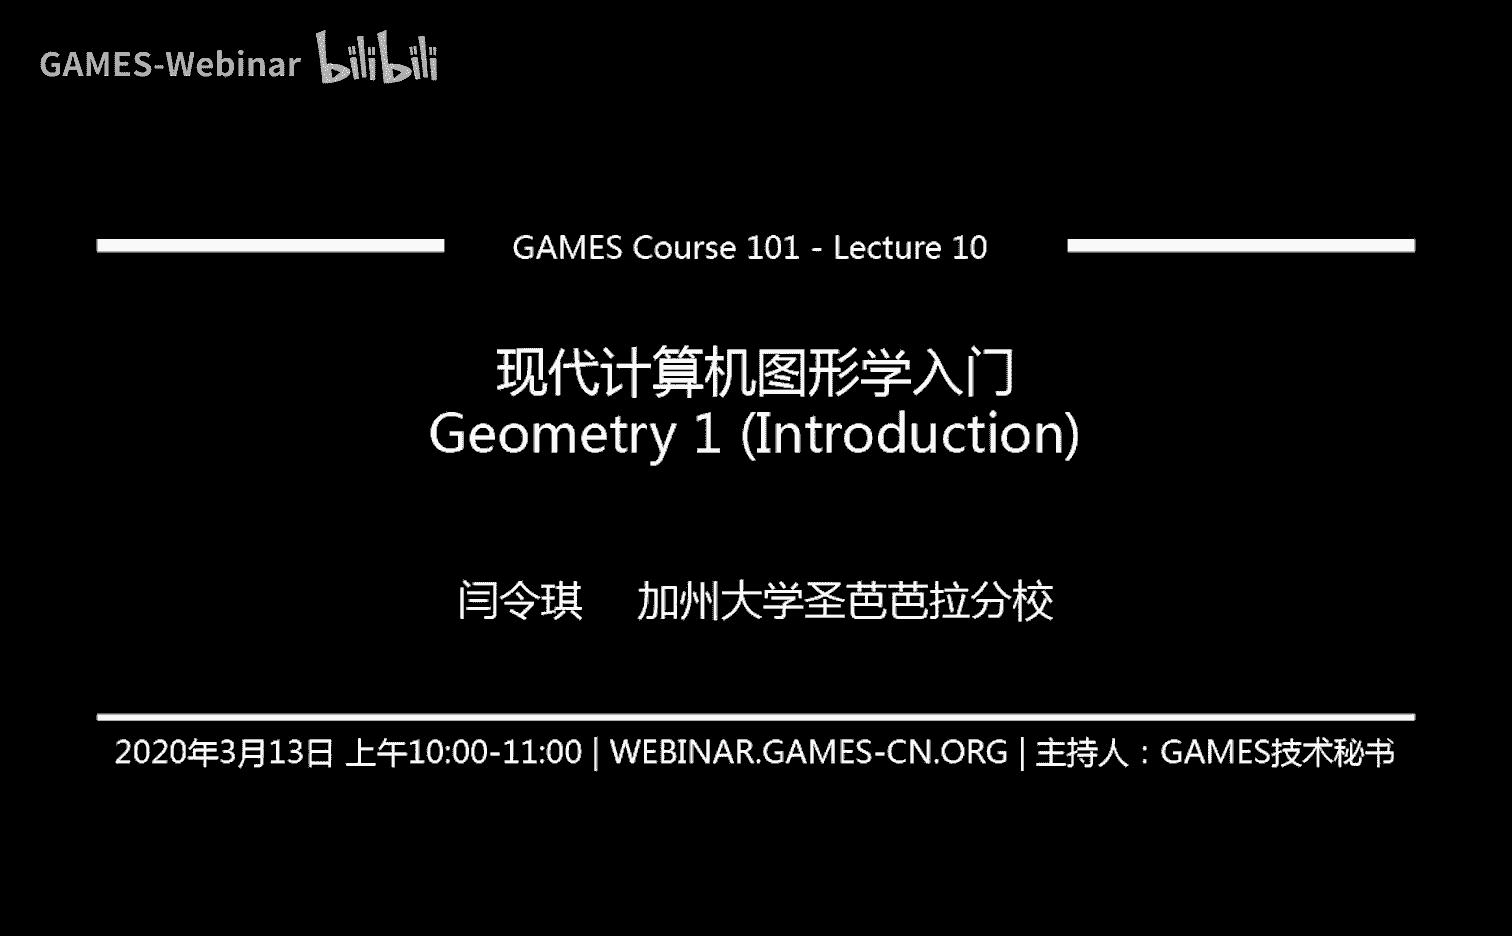 GAMES-Webinar bilibili
GAMES Course 101 - Lecture 10
现代计算机图形学入门
Geometry 1 (Introduction)
闫令琪 加州大学圣芭芭拉分校
2020年3月13日 上午10:00-11:00 | WEBINAR.GAMES-CN.ORG | 主持人：GAMES技术秘书